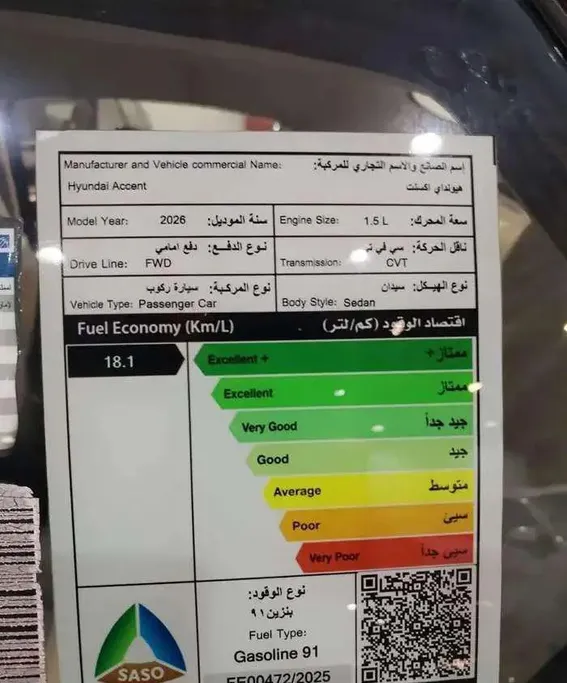 Manufacturer and Vehicle commercial Name: إسم الصانع والاسم التجاري للمركبة:
Hyundai Accent هيونداي اكسنت
Model Year: 2026 سنة الموديل: Engine Size: 1.5 L سعة المحرك:
نوع الدفع: دفع امامي ناقل الحركة: سي في تي
Drive Line: FWD Transmission: CVT
نوع المركبة: سيارة ركوب نوع الهيكل: سيدان
Vehicle Type: Passenger Car Body Style: Sedan
Fuel Economy (Km/L) اقتصاد الوقود (كم/لتر)
18.1 Excellent + ممتاز+
Excellent ممتاز
Very Good جيد جداً
Good جيد
Average متوسط
Poor سيئ
Very Poor سيئ جداً
نوع الوقود:
بنزين ٩١
Fuel Type:
Gasoline 91
SASO
FE00472/2025